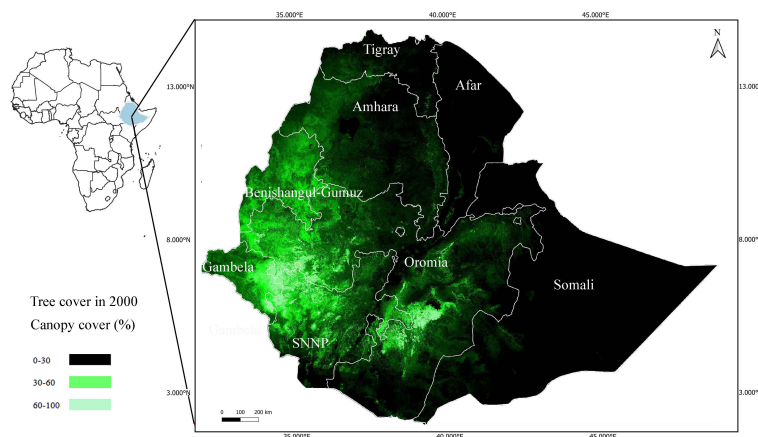 35.000°E 40.000°E 45.000°E
N
Tigray
13.000°N 13.000°N
Afar
Amhara
Benishangul-Gumuz
8.000°N 8.000°N
Gambela
Oromia
Somali
Tree cover in 2000
Canopy cover (%)
Gambela
SNNP
0-30
30-60
60-100
3.000°N 3.000°N
0 100 200 km
35.000°E 40.000°E 45.000°E